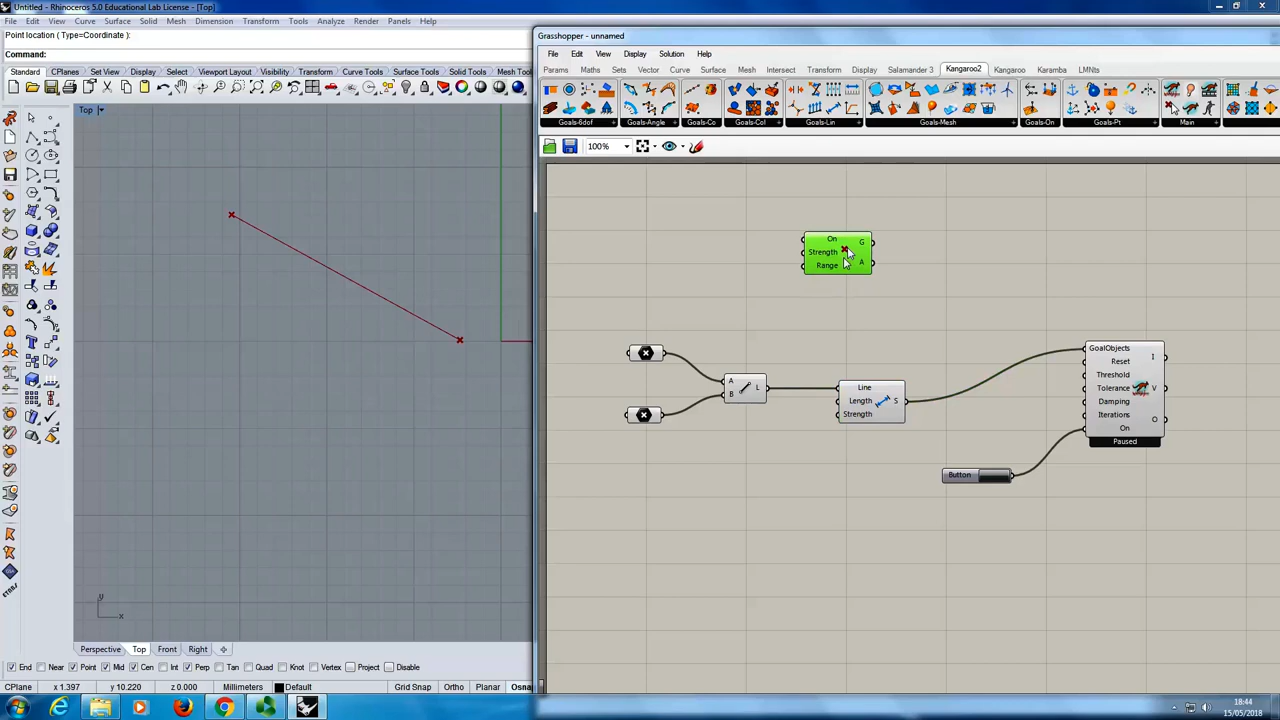 Untitled - Rhinoceros 5.0 Educational Lab License - [Top]
File Edit View Curve Surface Solid Mesh Dimension Transform Tools Analyze Render Panels Help
Point location ( Type=Coordinate ):
Command:
Standard CPlanes Set View Display Select Viewport Layout Visibility Transform Curve Tools Surface Tools Solid Tools Mesh Tool
Top
y
x
Perspective Top Front Right
End Near Point Mid Cen Int Perp Tan Quad Knot Vertex Project Disable
CPlane x 1.397 y 10.220 z 0.000 Millimeters Default Grid Snap Ortho Planar Osna
Grasshopper - unnamed
File Edit View Display Solution Help
Params Maths Sets Vector Curve Surface Mesh Intersect Transform Display Salamander 3 Kangaroo2 Kangaroo Karamba LMNts
Goals-6dof Goals-Angle Goals-Co Goals-Col Goals-Lin Goals-Mesh Goals-On Goals-Pt Main
100%
On
Strength
Range
G
A
A
B
L
Line
Length
Strength
S
GoalObjects
Reset
Threshold
Tolerance
Damping
Iterations
On
I
V
O
Paused
Button
18:44
15/05/2018